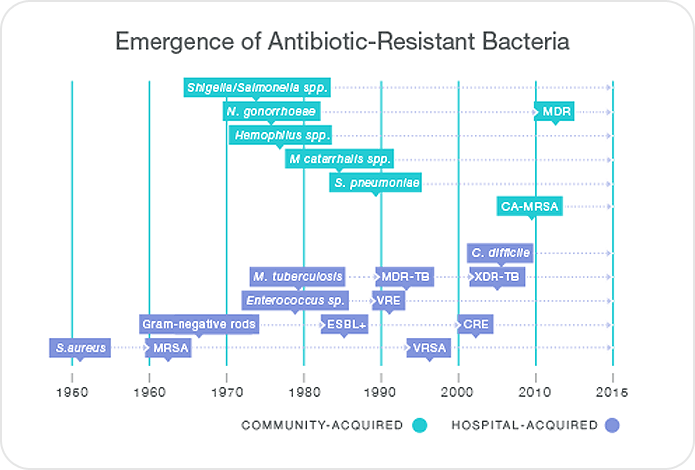 Emergence of Antibiotic-Resistant Bacteria
Shigella/Salmonella spp.
N. gonorrhoeae MDR
Hemophilus spp.
M catarrhalis spp.
S. pneumoniae
CA-MRSA
C. difficile
M. tuberculosis MDR-TB XDR-TB
Enterococcus sp. VRE
Gram-negative rods ESBL+ CRE
S.aureus MRSA VRSA
1950 1960 1970 1980 1990 2000 2010 2015
COMMUNITY-ACQUIRED HOSPITAL-ACQUIRED